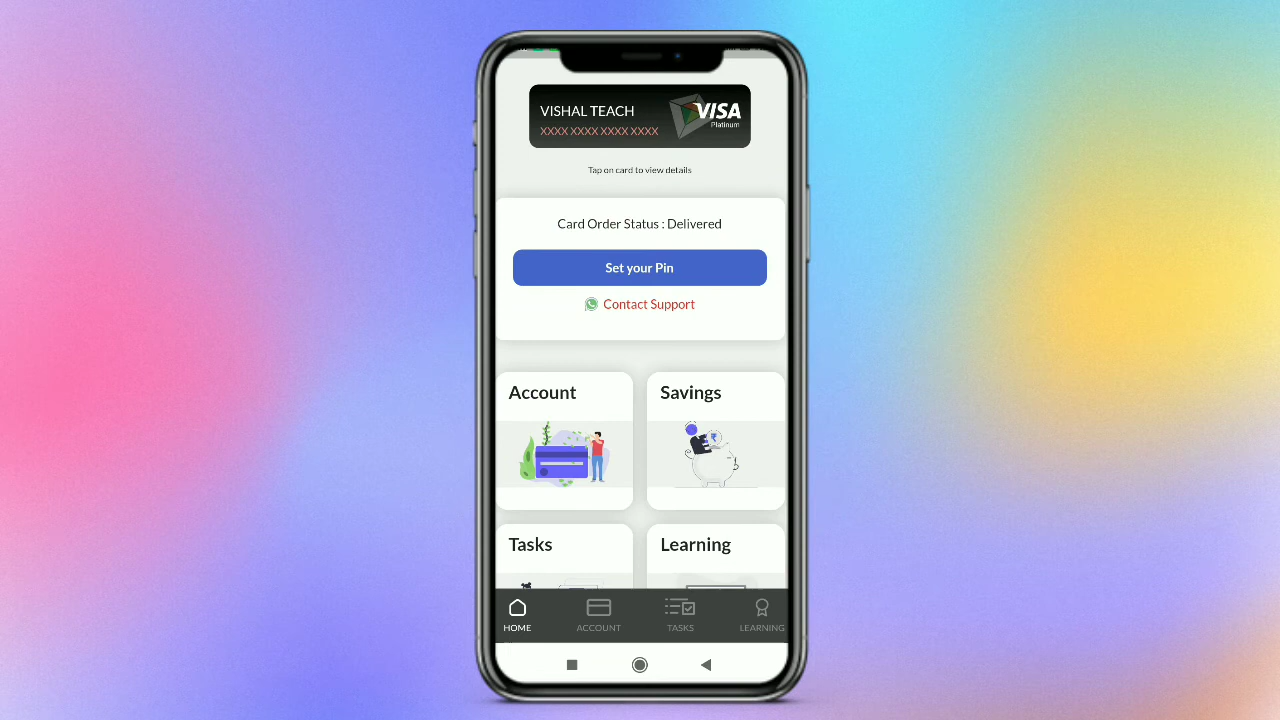 VISHAL TEACH
VISA
Platinum
XXXX XXXX XXXX XXXX
Tap on card to view details
Card Order Status : Delivered
Set your Pin
Contact Support
Account
Savings
Tasks
Learning
HOME
ACCOUNT
TASKS
LEARNING